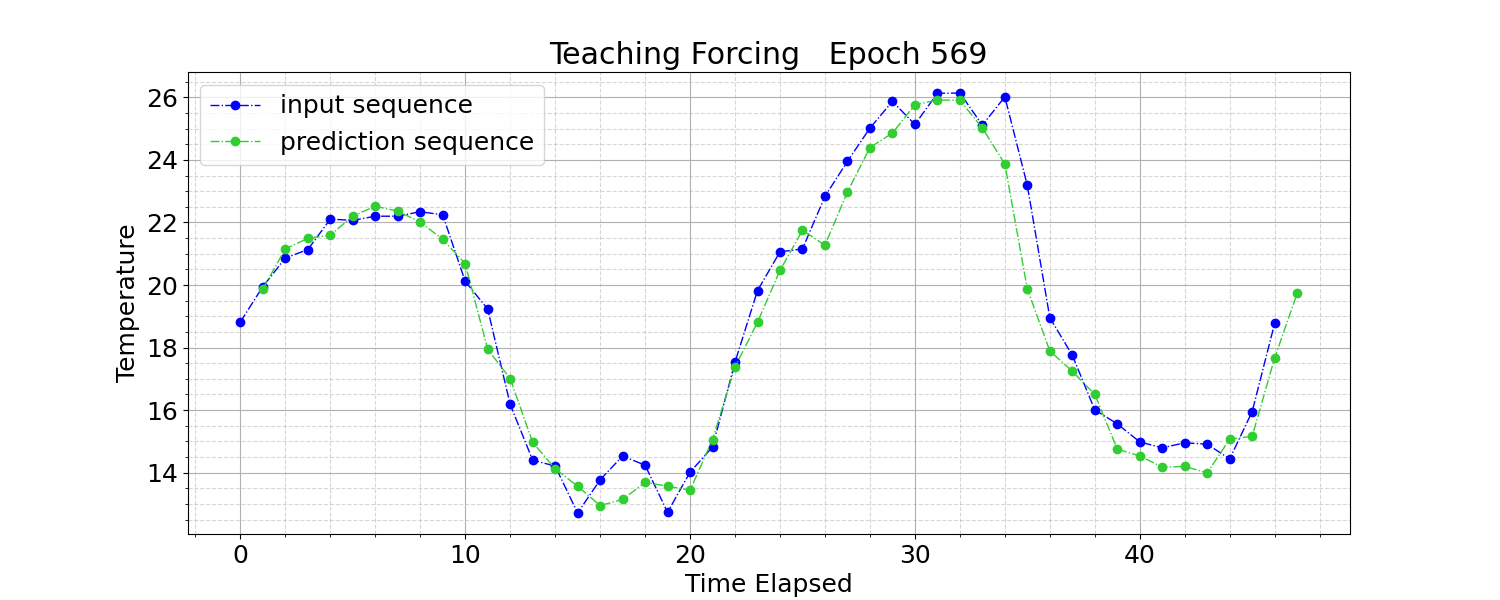 Teaching Forcing   Epoch 569
input sequence
prediction sequence
Temperature
26
24
22
20
18
16
14
0 10 20 30 40
Time Elapsed